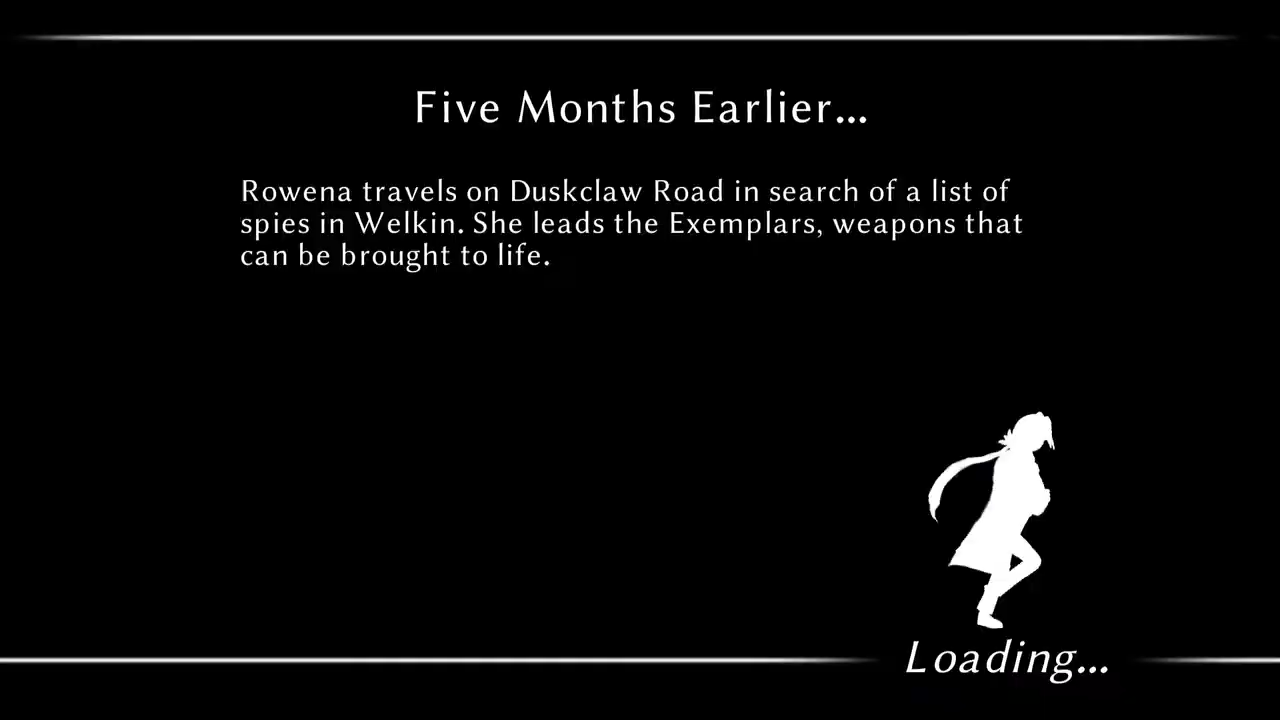 Five Months Earlier...
Rowena travels on Duskclaw Road in search of a list of
spies in Welkin. She leads the Exemplars, weapons that
can be brought to life.
Loading...